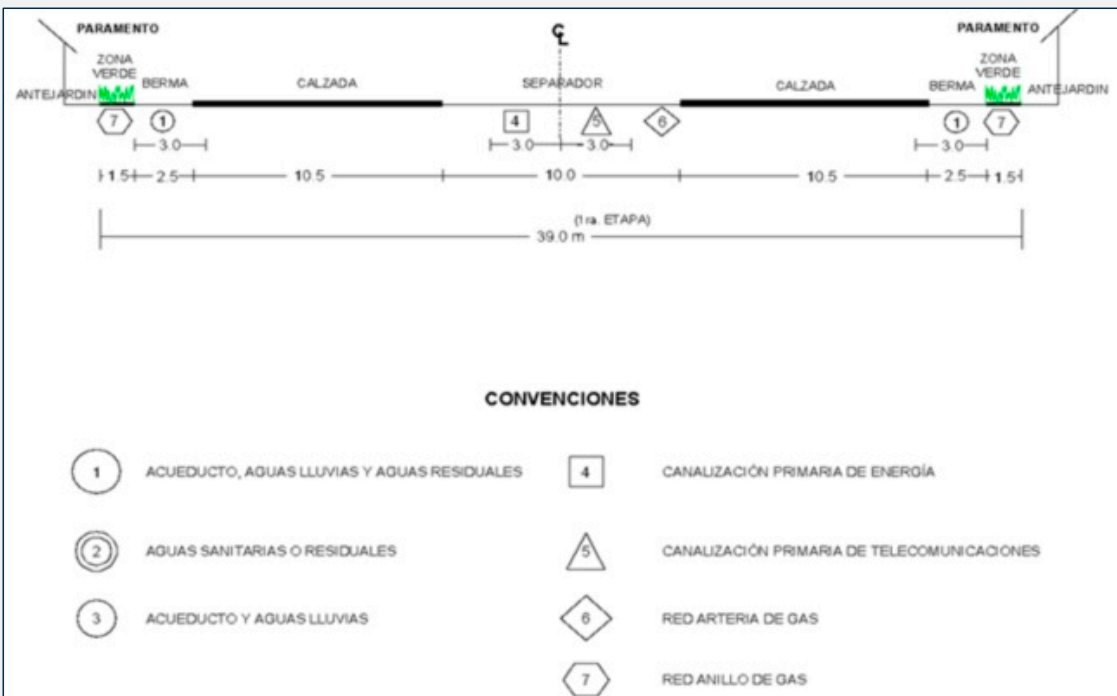 PARAMENTO ℄ PARAMENTO
ZONA VERDE ZONA VERDE
ANTEJARDIN BERMA CALZADA SEPARADOR CALZADA BERMA ANTEJARDIN
7 1 4 5 6 1 7
3.0 3.0 3.0 3.0
1.5 2.5 10.5 10.0 10.5 2.5 1.5
(1ra. ETAPA)
39.0 m
CONVENCIONES
1 ACUEDUCTO, AGUAS LLUVIAS Y AGUAS RESIDUALES
2 AGUAS SANITARIAS O RESIDUALES
3 ACUEDUCTO Y AGUAS LLUVIAS
4 CANALIZACIÓN PRIMARIA DE ENERGÍA
5 CANALIZACIÓN PRIMARIA DE TELECOMUNICACIONES
6 RED ARTERIA DE GAS
7 RED ANILLO DE GAS